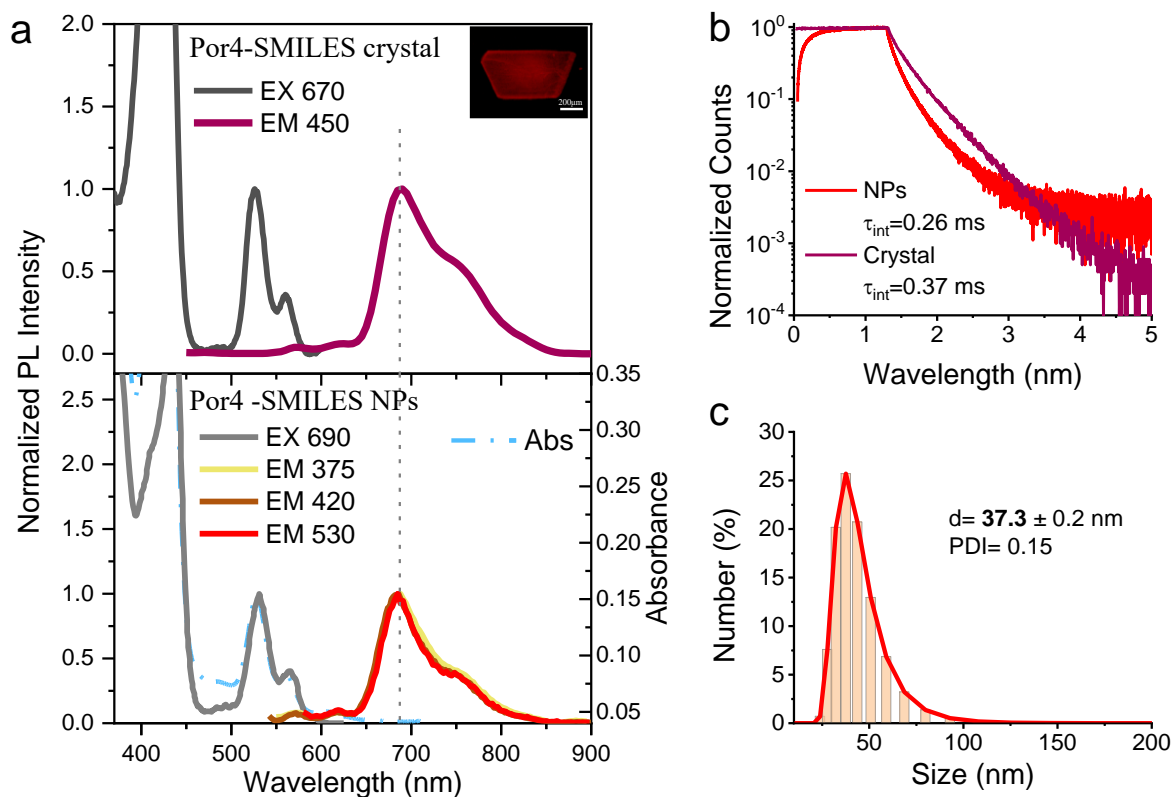 a
Por4-SMILES crystal
EX 670
EM 450
200μm
2.0
1.5
1.0
0.5
0.0
Normalized PL Intensity
Por4 -SMILES NPs
EX 690
EM 375
EM 420
EM 530
Abs
2.5
2.0
1.5
1.0
0.5
0.0
0.35
0.30
0.25
0.20
0.15
0.10
0.05
Absorbance
400 500 600 700 800 900
Wavelength (nm)
b
10^0
10^-1
10^-2
10^-3
10^-4
Normalized Counts
NPs
τint=0.26 ms
Crystal
τint=0.37 ms
0 1 2 3 4 5
Wavelength (nm)
c
30
25
20
15
10
5
0
Number (%)
d= 37.3 ± 0.2 nm
PDI= 0.15
50 100 150 200
Size (nm)